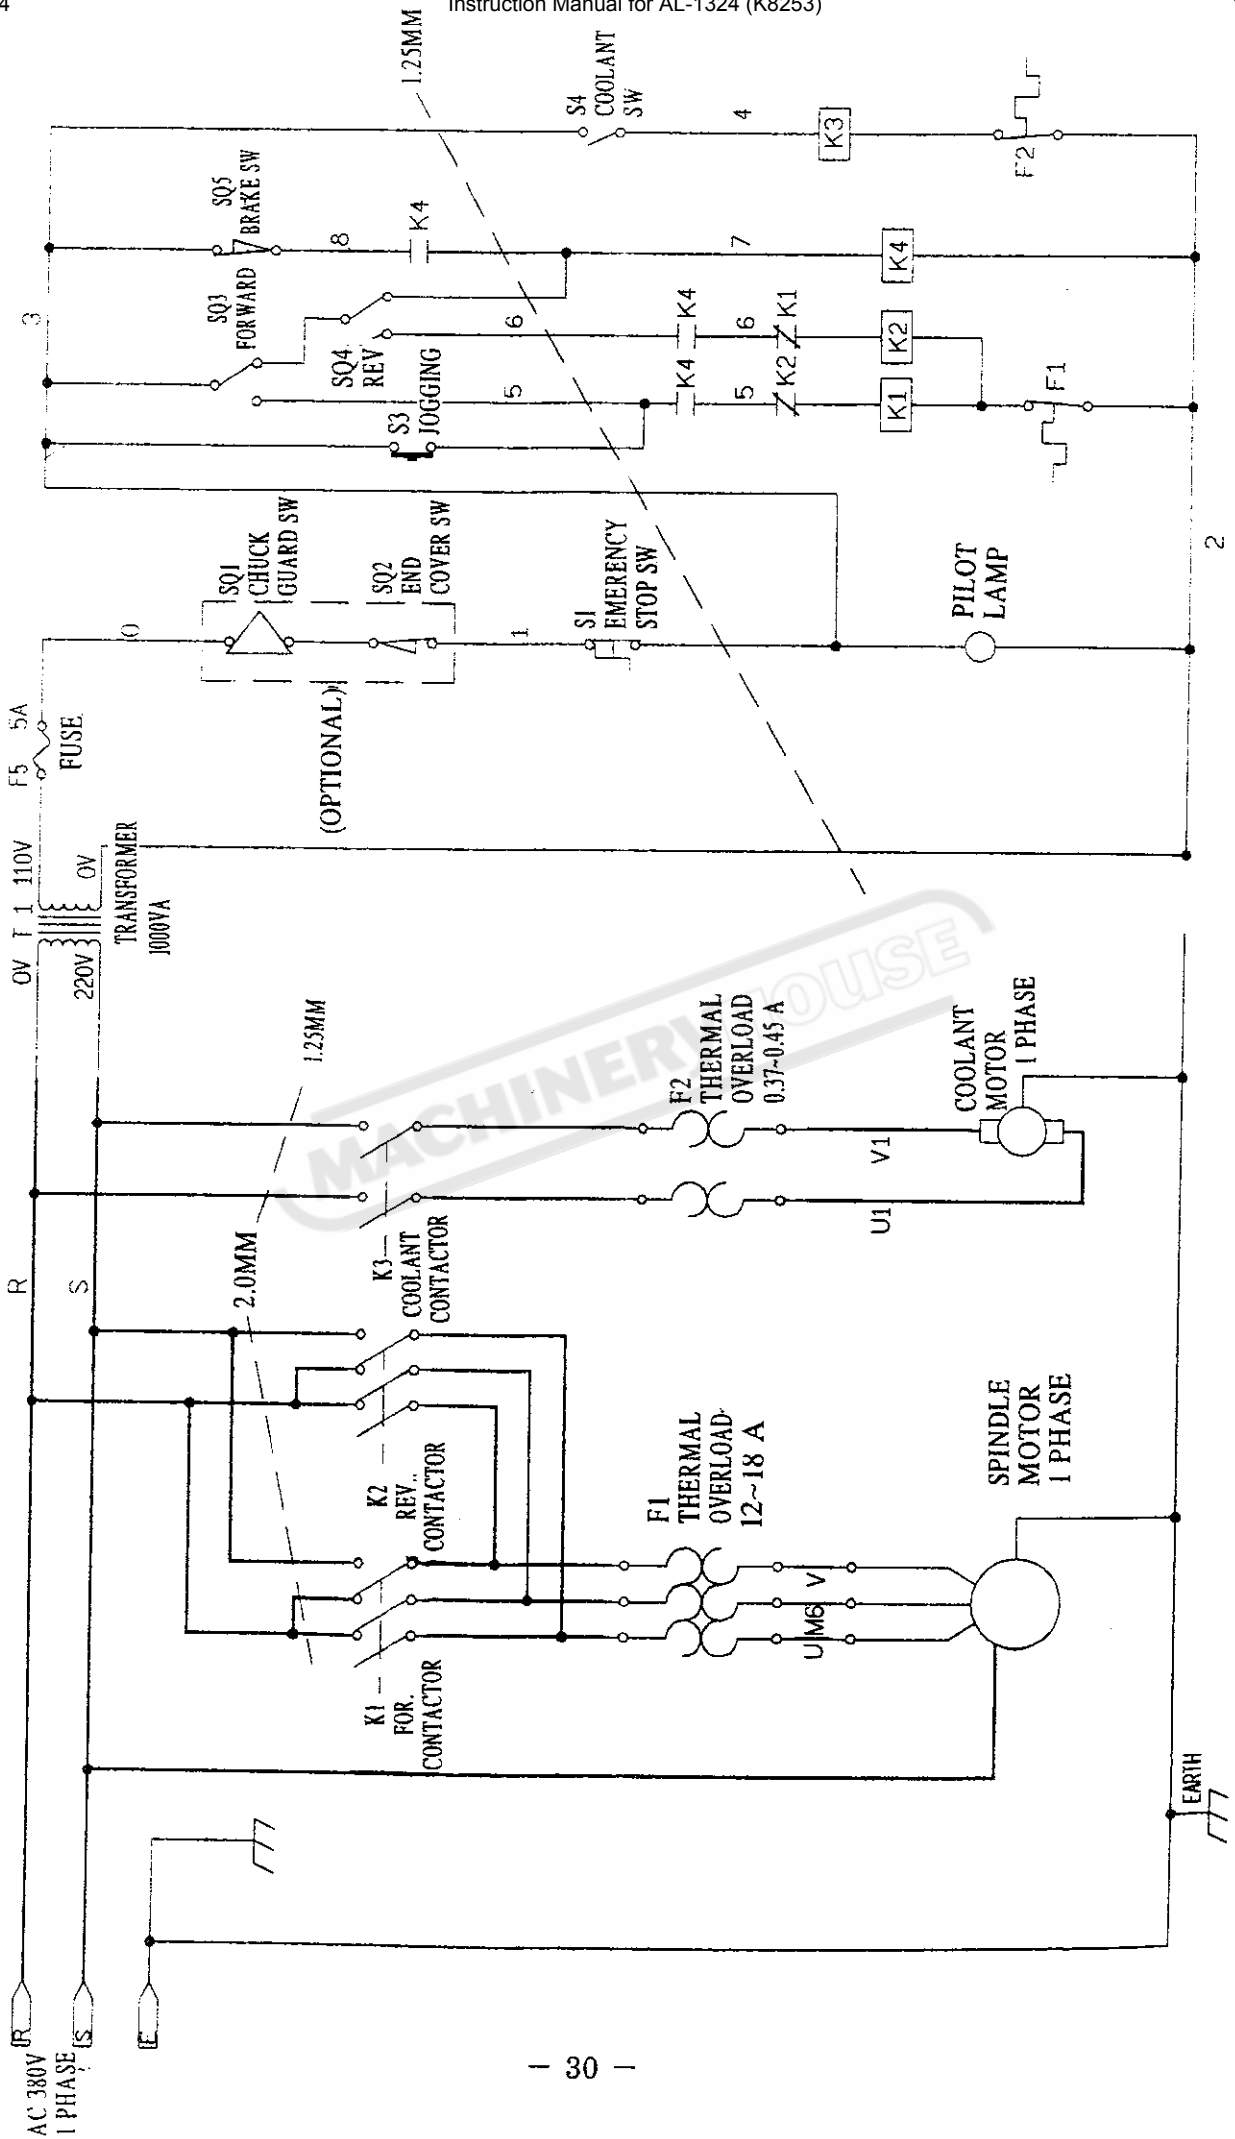 4
Instruction Manual for AL-1324 (K8253)
AC 380V
1 PHASE
R
S
E
R
S
EARTH
2.0MM
1.25MM
K1
FOR.
CONTACTOR
K2
REV..
CONTACTOR
K3
COOLANT
CONTACTOR
F1
THERMAL
OVERLOAD
12~18 A
U
M6
V
SPINDLE
MOTOR
1 PHASE
F2
THERMAL
OVERLOAD
0.37~0.45 A
U1
V1
COOLANT
MOTOR
1 PHASE
MACHINERYHOUSE
0V T 1 110V
220V
0V
TRANSFORMER
1000VA
F5 5A
FUSE
0
(OPTIONAL)
SQ1
CHUCK
GUARD SW
SQ2
END
COVER SW
1
S1
EMERENCY
STOP SW
PILOT
LAMP
2
3
S3
JOGGING
SQ3
FORWARD
SQ4
REV
5
K4
5
K2
K1
F1
6
K4
6
K1
K2
SQ5
BRAKE SW
8
K4
7
K4
1.25MM
S4
COOLANT
SW
4
K3
F2
- 30 -